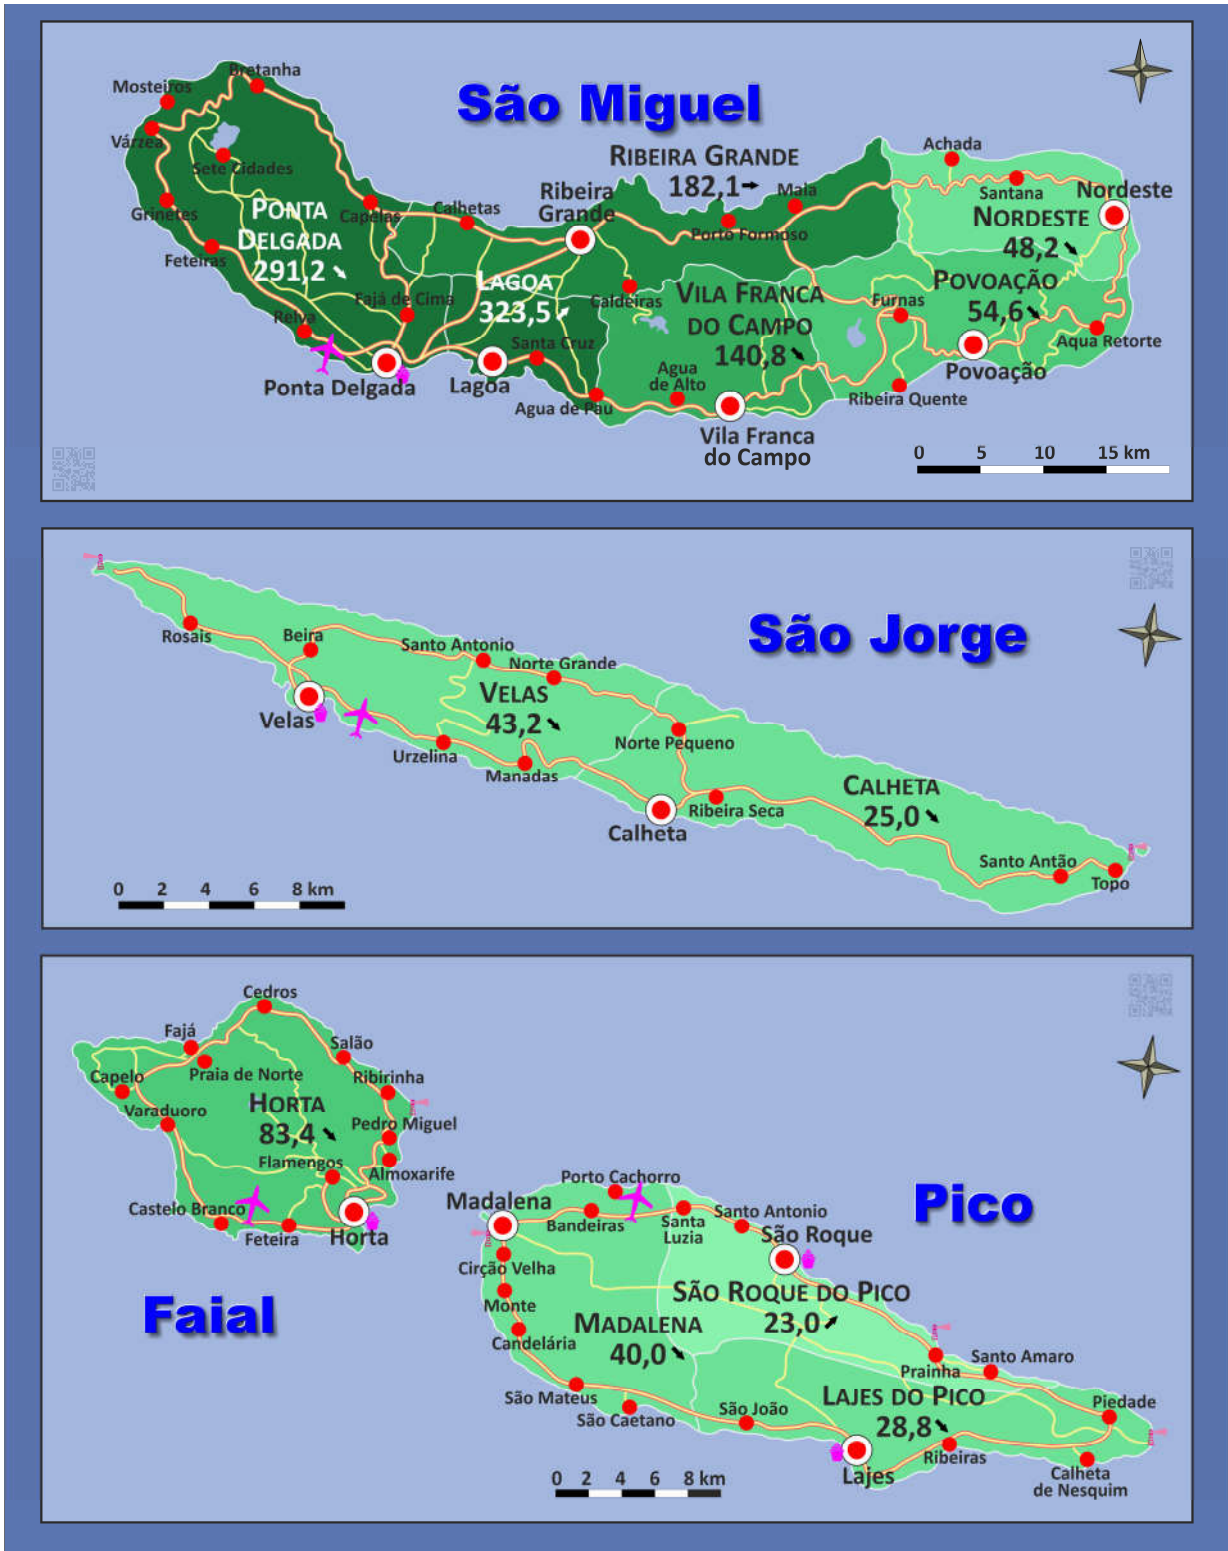 São Miguel
Bretanha
Mosteiros
Várzea
Sete Cidades
Grinetes
Feteiras
PONTA
DELGADA
291,2
Capelas
Calhetas
Fajá de Cima
Relva
Ponta Delgada
LAGOA
323,5
Santa Cruz
Lagoa
Agua de Pau
Ribeira
Grande
RIBEIRA GRANDE
182,1
Maia
Porto Formoso
Caldeiras
VILA FRANCA
DO CAMPO
140,8
Agua
de Alto
Vila Franca
do Campo
Achada
Santana
Nordeste
NORDESTE
48,2
POVOAÇÃO
54,6
Furnas
Aqua Retorte
Povoação
Ribeira Quente
0 5 10 15 km
São Jorge
Rosais
Beira
Santo Antonio
Norte Grande
VELAS
43,2
Velas
Urzelina
Manadas
Norte Pequeno
Calheta
Ribeira Seca
CALHETA
25,0
Santo Antão
Topo
0 2 4 6 8 km
Cedros
Fajá
Salão
Praia de Norte
Capelo
Ribirinha
HORTA
83,4
Varaduoro
Pedro Miguel
Flamengos
Almoxarife
Castelo Branco
Feteira
Horta
Faial
Pico
Porto Cachorro
Madalena
Bandeiras
Santa
Luzia
Santo Antonio
São Roque
Cirção Velha
Monte
Candelária
SÃO ROQUE DO PICO
23,0
MADALENA
40,0
Prainha
Santo Amaro
São Mateus
São Caetano
São João
LAJES DO PICO
28,8
Piedade
Ribeiras
Lajes
Calheta
de Nesquim
0 2 4 6 8 km